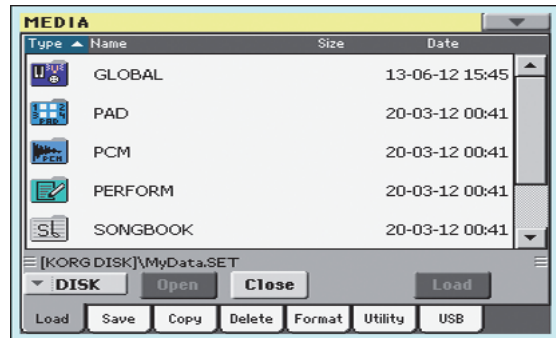 MEDIA
Type Name Size Date
GLOBAL 13-06-12 15:45
PAD 20-03-12 00:41
PCM 20-03-12 00:41
PERFORM 20-03-12 00:41
SONGBOOK 20-03-12 00:41
[KORG DISK]\MyData.SET
DISK Open Close Load
Load Save Copy Delete Format Utility USB